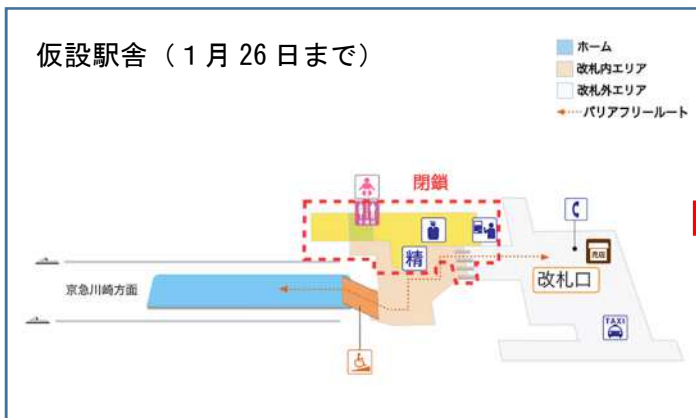 仮設駅舎（1月26日まで）
ホーム
改札内エリア
改札外エリア
バリアフリールート
閉鎖
精
売店
改札口
京急川崎方面
TAXI